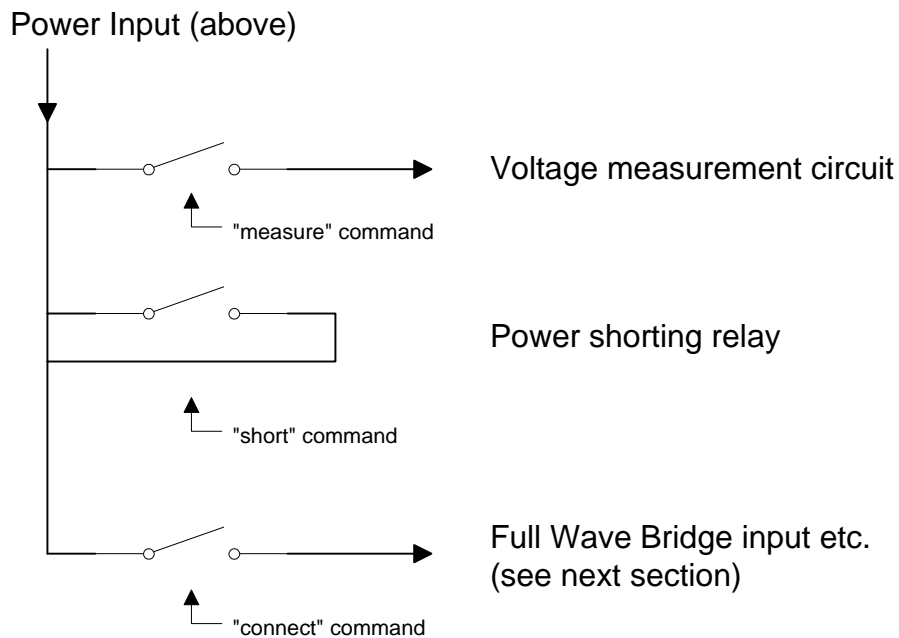 Power Input (above)
Voltage measurement circuit
"measure" command
Power shorting relay
"short" command
Full Wave Bridge input etc.
(see next section)
"connect" command